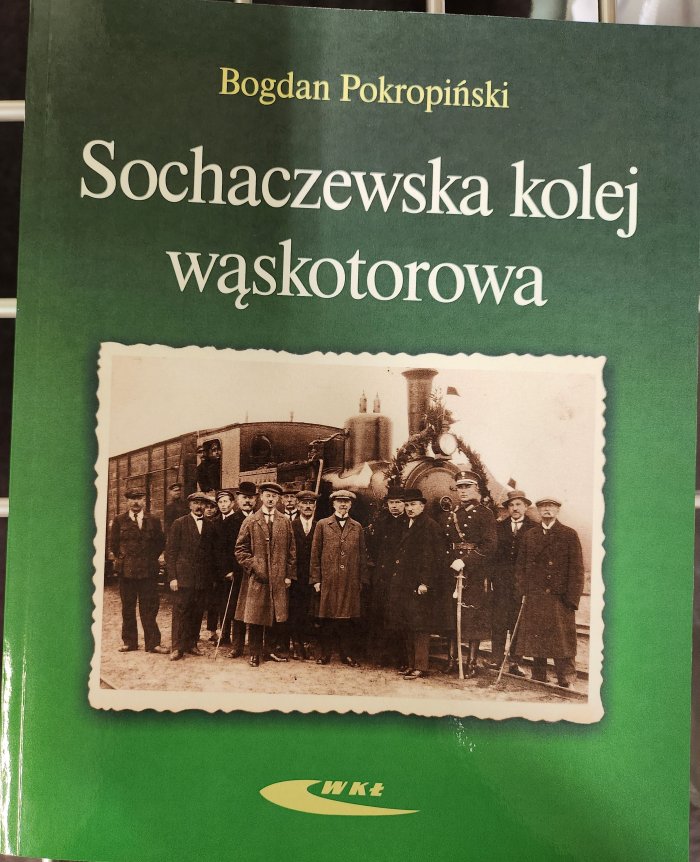 Bogdan Pokropiński
Sochaczewska kolej
wąskotorowa
WKŁ